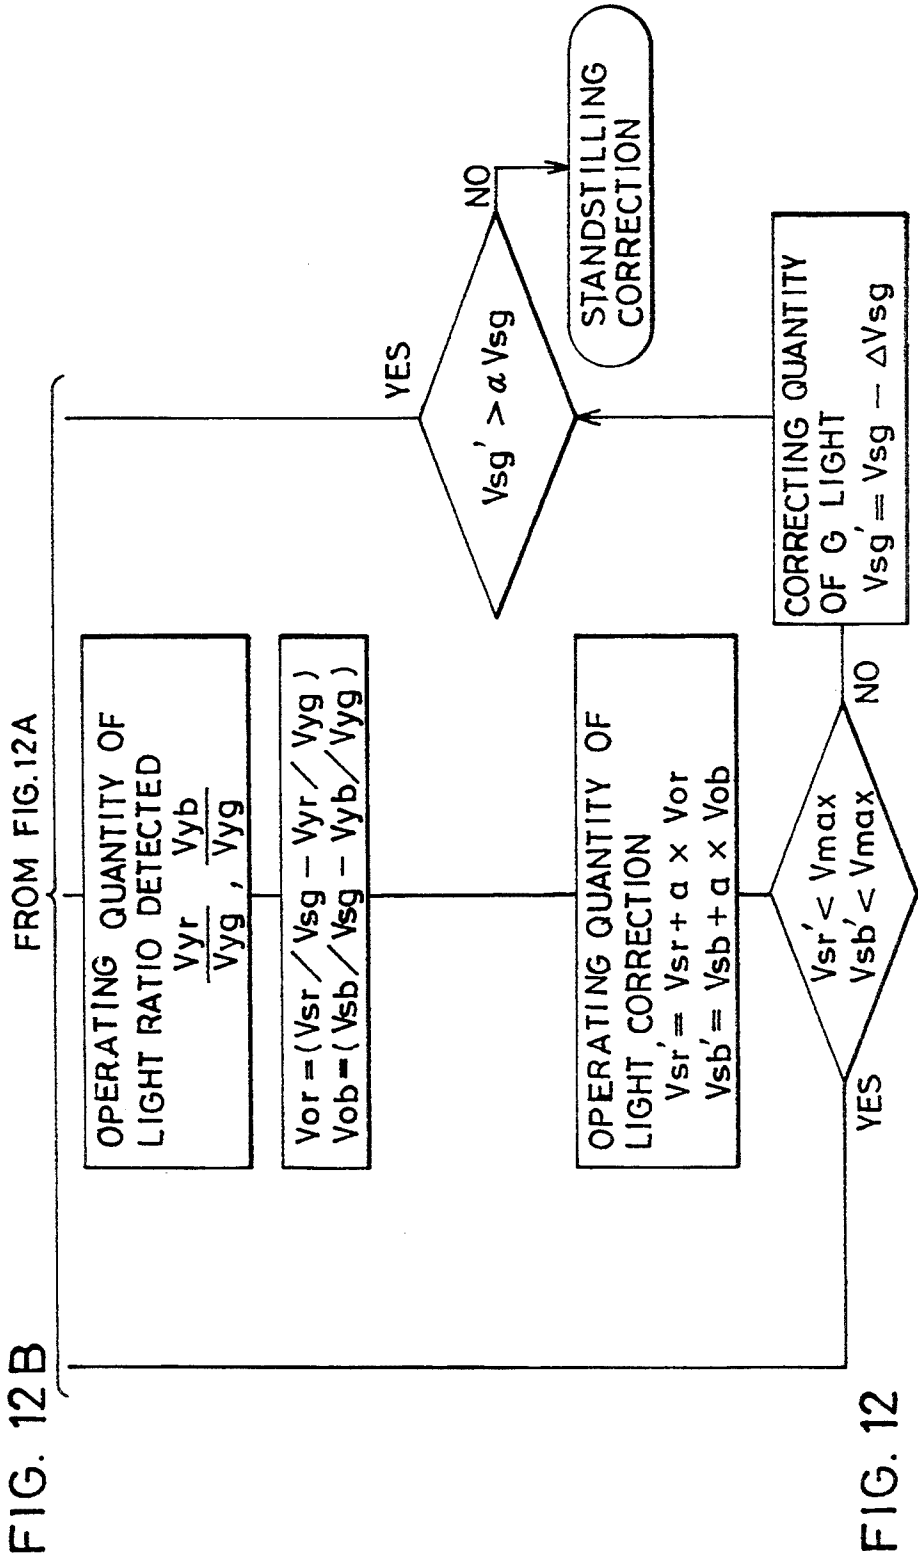 FIG. 12B
FROM FIG.12A
OPERATING QUANTITY OF
LIGHT RATIO DETECTED
Vyr/Vyg , Vyb/Vyg
Vor=(Vsr/Vsg-Vyr/Vyg)
Vob=(Vsb/Vsg-Vyb/Vyg)
OPERATING QUANTITY OF
LIGHT CORRECTION
Vsr'=Vsr+a×Vor
Vsb'=Vsb+a×Vob
Vsr'<Vmax
Vsb'<Vmax
YES
NO
CORRECTING QUANTITY
OF G LIGHT
Vsg'=Vsg-△Vsg
Vsg'>αVsg
YES
NO
STANDSTILLING
CORRECTION
FIG. 12